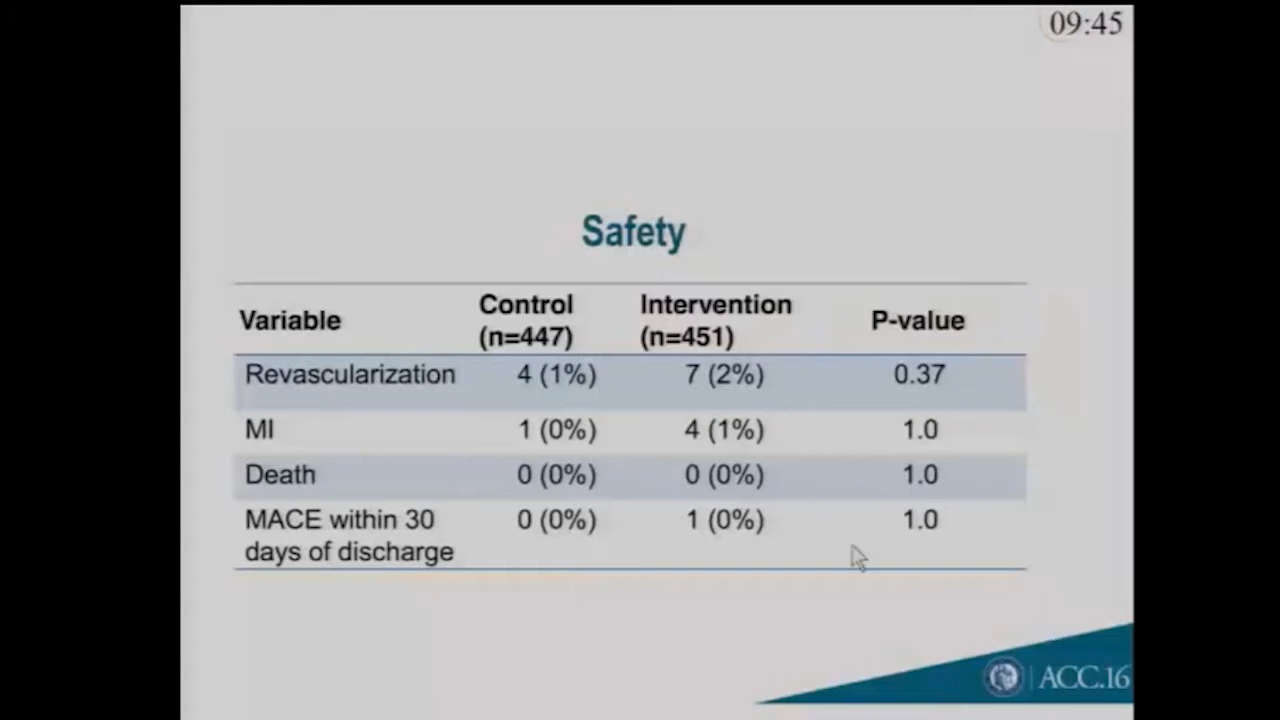 09:45
Safety
Variable Control (n=447) Intervention (n=451) P-value
Revascularization 4 (1%) 7 (2%) 0.37
MI 1 (0%) 4 (1%) 1.0
Death 0 (0%) 0 (0%) 1.0
MACE within 30 days of discharge 0 (0%) 1 (0%) 1.0
ACC.16